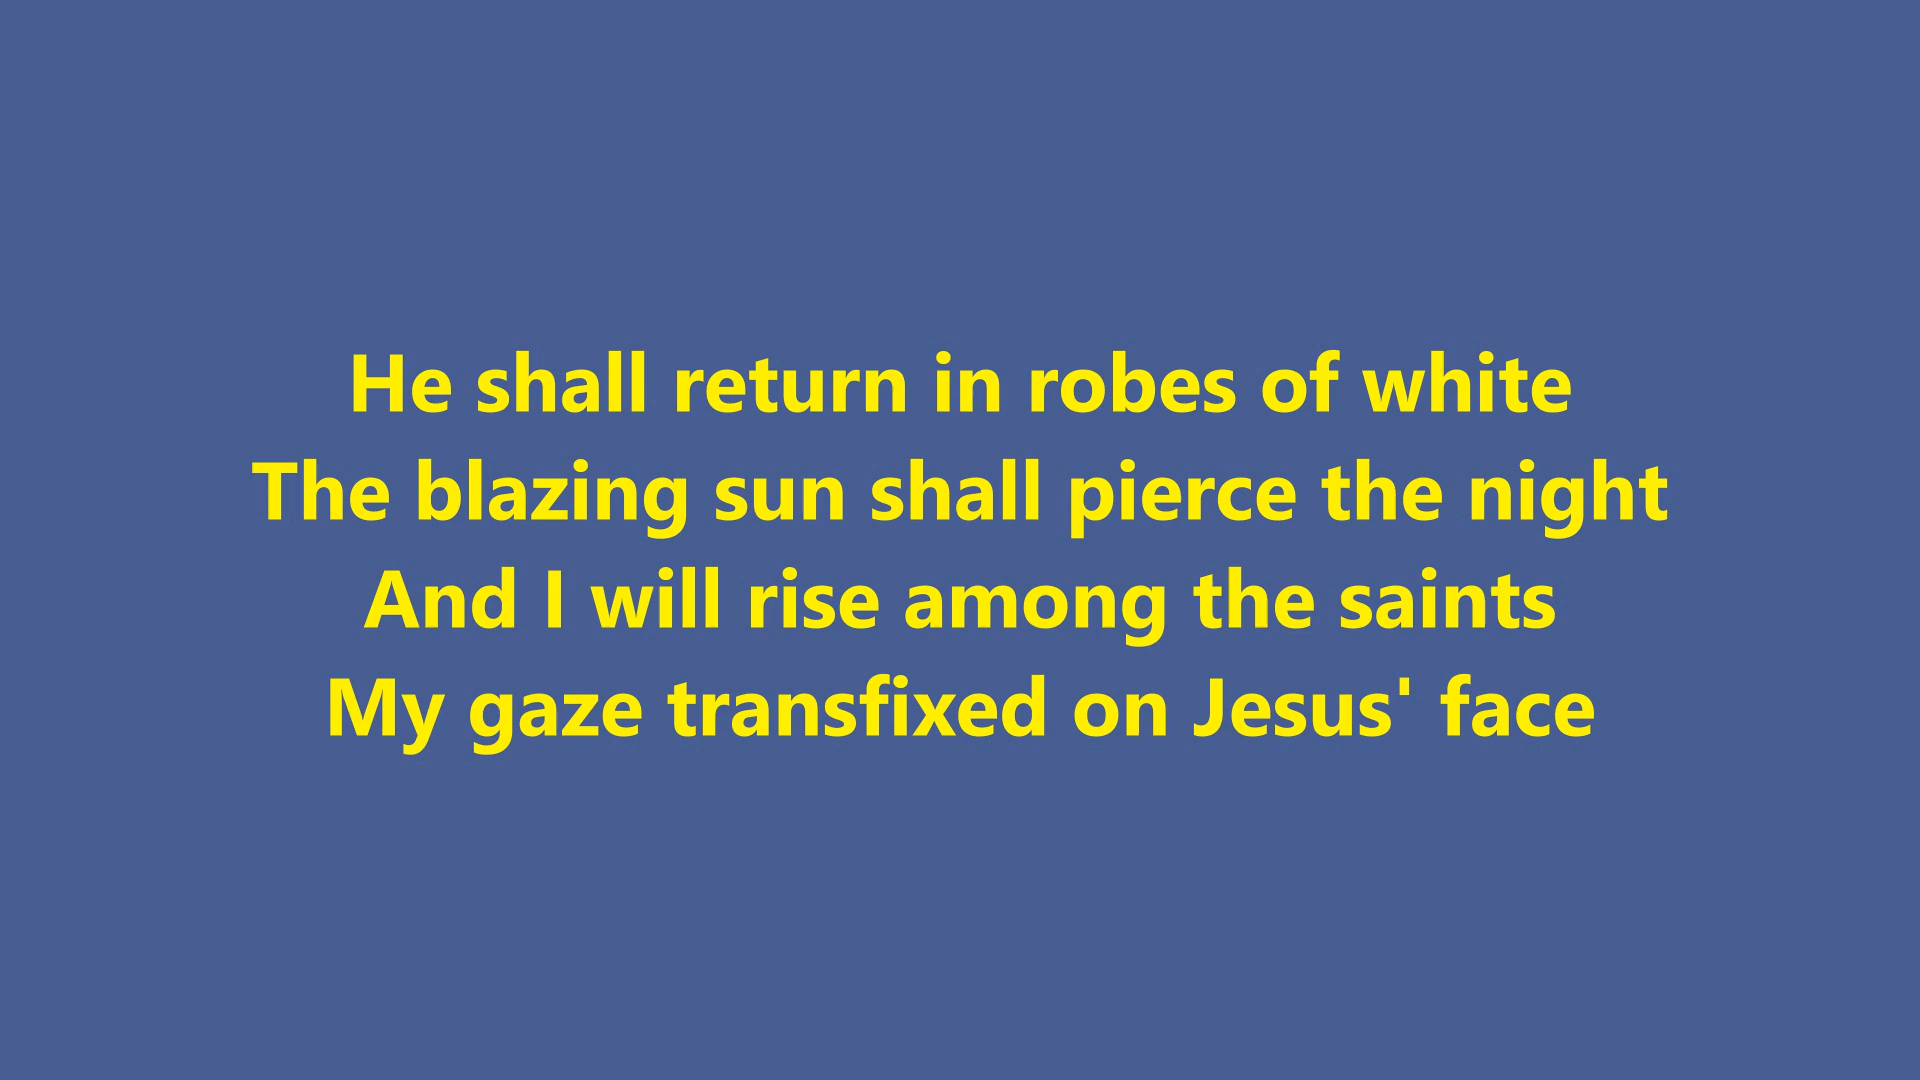 He shall return in robes of white
The blazing sun shall pierce the night
And I will rise among the saints
My gaze transfixed on Jesus' face